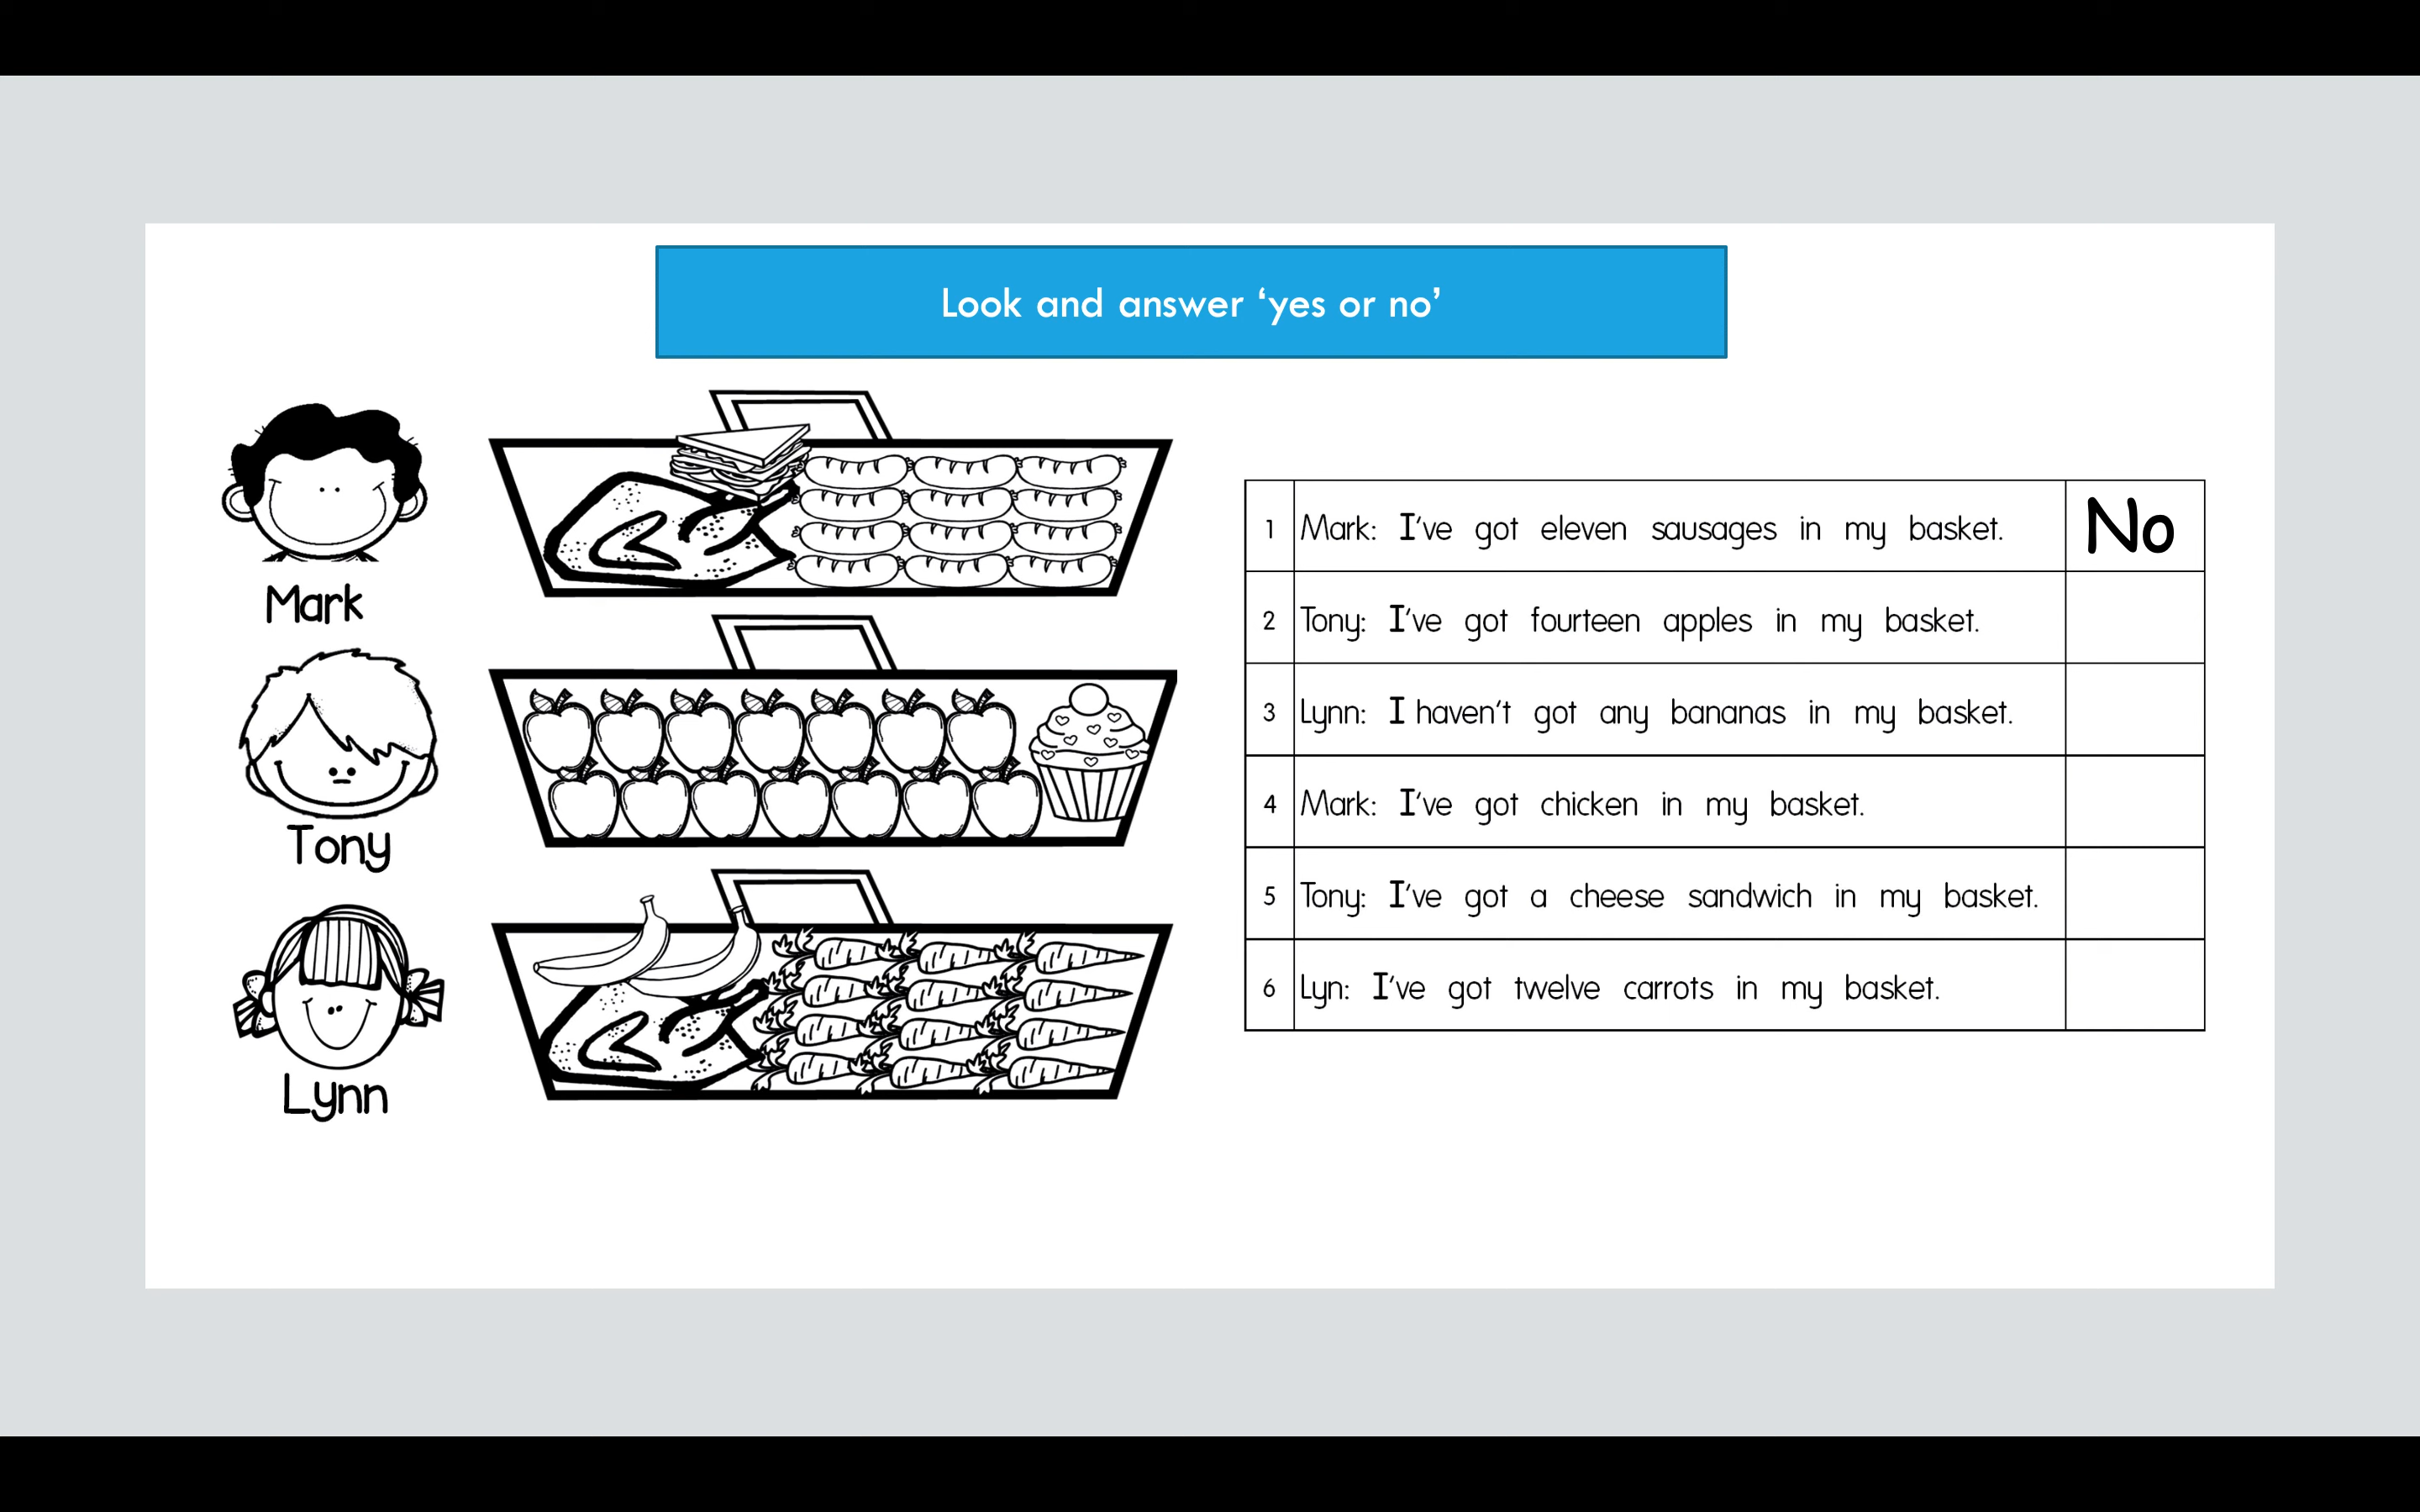 Look and answer ‘yes or no’
Mark
Tony
Lynn
1 Mark: I’ve got eleven sausages in my basket. No
2 Tony: I’ve got fourteen apples in my basket.
3 Lynn: I haven’t got any bananas in my basket.
4 Mark: I’ve got chicken in my basket.
5 Tony: I’ve got a cheese sandwich in my basket.
6 Lyn: I’ve got twelve carrots in my basket.